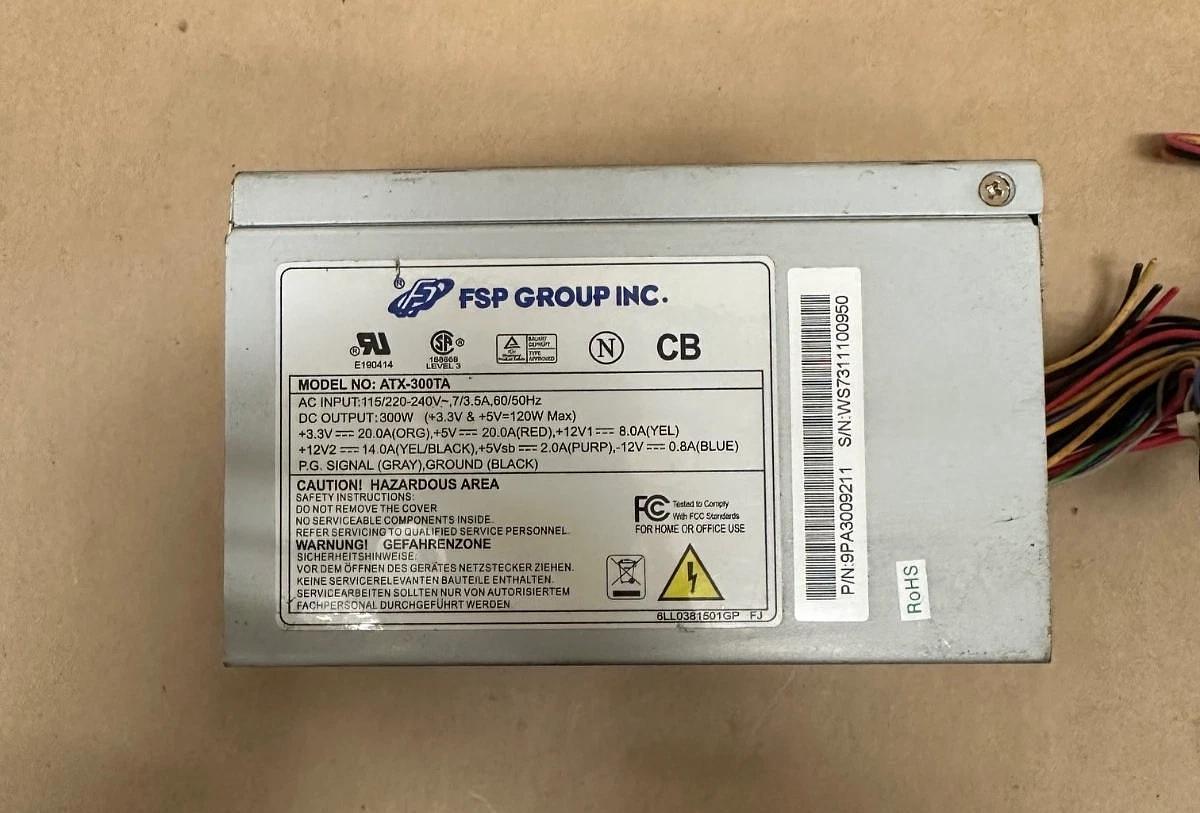 ® FSP GROUP INC.
® E190414
® 158868
LEVEL 3
BAUART
GEPRÜFT
TYPE
APPROVED
N
CB
MODEL NO: ATX-300TA
AC INPUT:115/220-240V~,7/3.5A,60/50Hz
DC OUTPUT:300W (+3.3V & +5V=120W Max)
+3.3V⎓ 20.0A(ORG),+5V⎓ 20.0A(RED),+12V1⎓ 8.0A(YEL)
+12V2⎓ 14.0A(YEL/BLACK),+5Vsb⎓ 2.0A(PURP),-12V⎓ 0.8A(BLUE)
P.G. SIGNAL (GRAY),GROUND (BLACK)
CAUTION! HAZARDOUS AREA
SAFETY INSTRUCTIONS:
DO NOT REMOVE THE COVER
NO SERVICEABLE COMPONENTS INSIDE.
REFER SERVICING TO QUALIFIED SERVICE PERSONNEL.
WARNUNG! GEFAHRENZONE
SICHERHEITSHINWEISE:
VOR DEM ÖFFNEN DES GERÄTES NETZSTECKER ZIEHEN.
KEINE SERVICERELEVANTEN BAUTEILE ENTHALTEN.
SERVICEARBEITEN SOLLTEN NUR VON AUTORISIERTEM
FACHPERSONAL DURCHGEFÜHRT WERDEN
FC Tested to Comply
With FCC Standards
FOR HOME OR OFFICE USE
6LL0381501GP FJ
P/N:9PA3009211 S/N:WS7311100950
RoHS